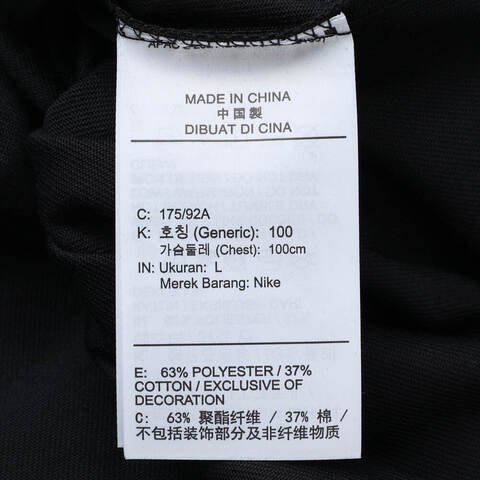 MADE IN CHINA
中国製
DIBUAT DI CINA
C: 175/92A
K: 호칭 (Generic): 100
가슴둘레 (Chest): 100cm
IN: Ukuran: L
Merek Barang: Nike
E: 63% POLYESTER / 37%
COTTON / EXCLUSIVE OF
DECORATION
C: 63% 聚酯纤维 / 37% 棉 /
不包括装饰部分及非纤维物质